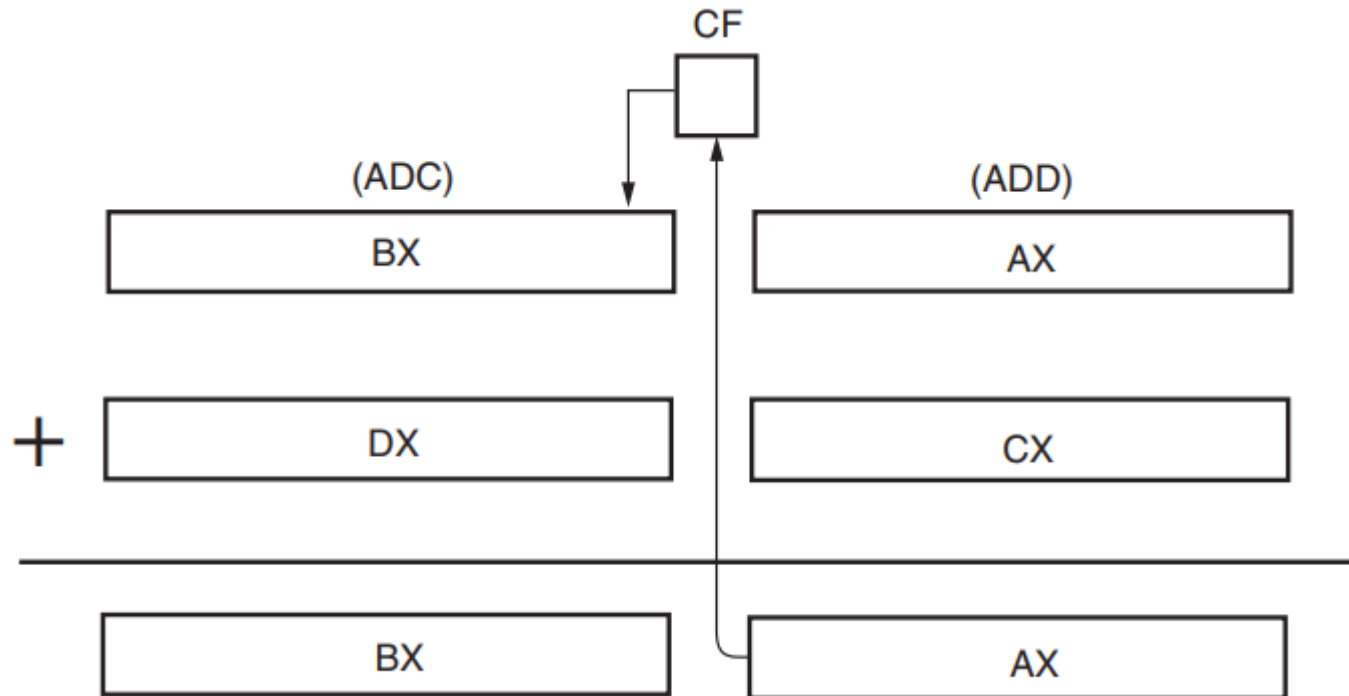 CF
(ADC) (ADD)
BX AX
+ DX CX
BX AX